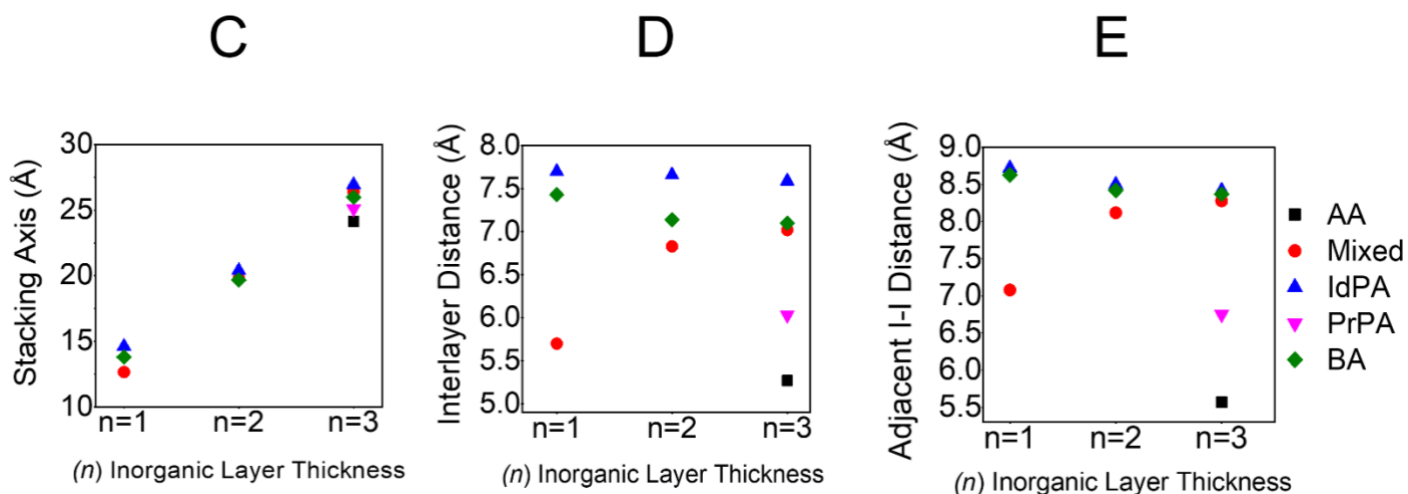 C
D
E
Stacking Axis (Å)
30
25
20
15
10
n=1
n=2
n=3
(n) Inorganic Layer Thickness
Interlayer Distance (Å)
8.0
7.5
7.0
6.5
6.0
5.5
5.0
n=1
n=2
n=3
(n) Inorganic Layer Thickness
Adjacent I-I Distance (Å)
9.0
8.5
8.0
7.5
7.0
6.5
6.0
5.5
n=1
n=2
n=3
(n) Inorganic Layer Thickness
AA
Mixed
IdPA
PrPA
BA